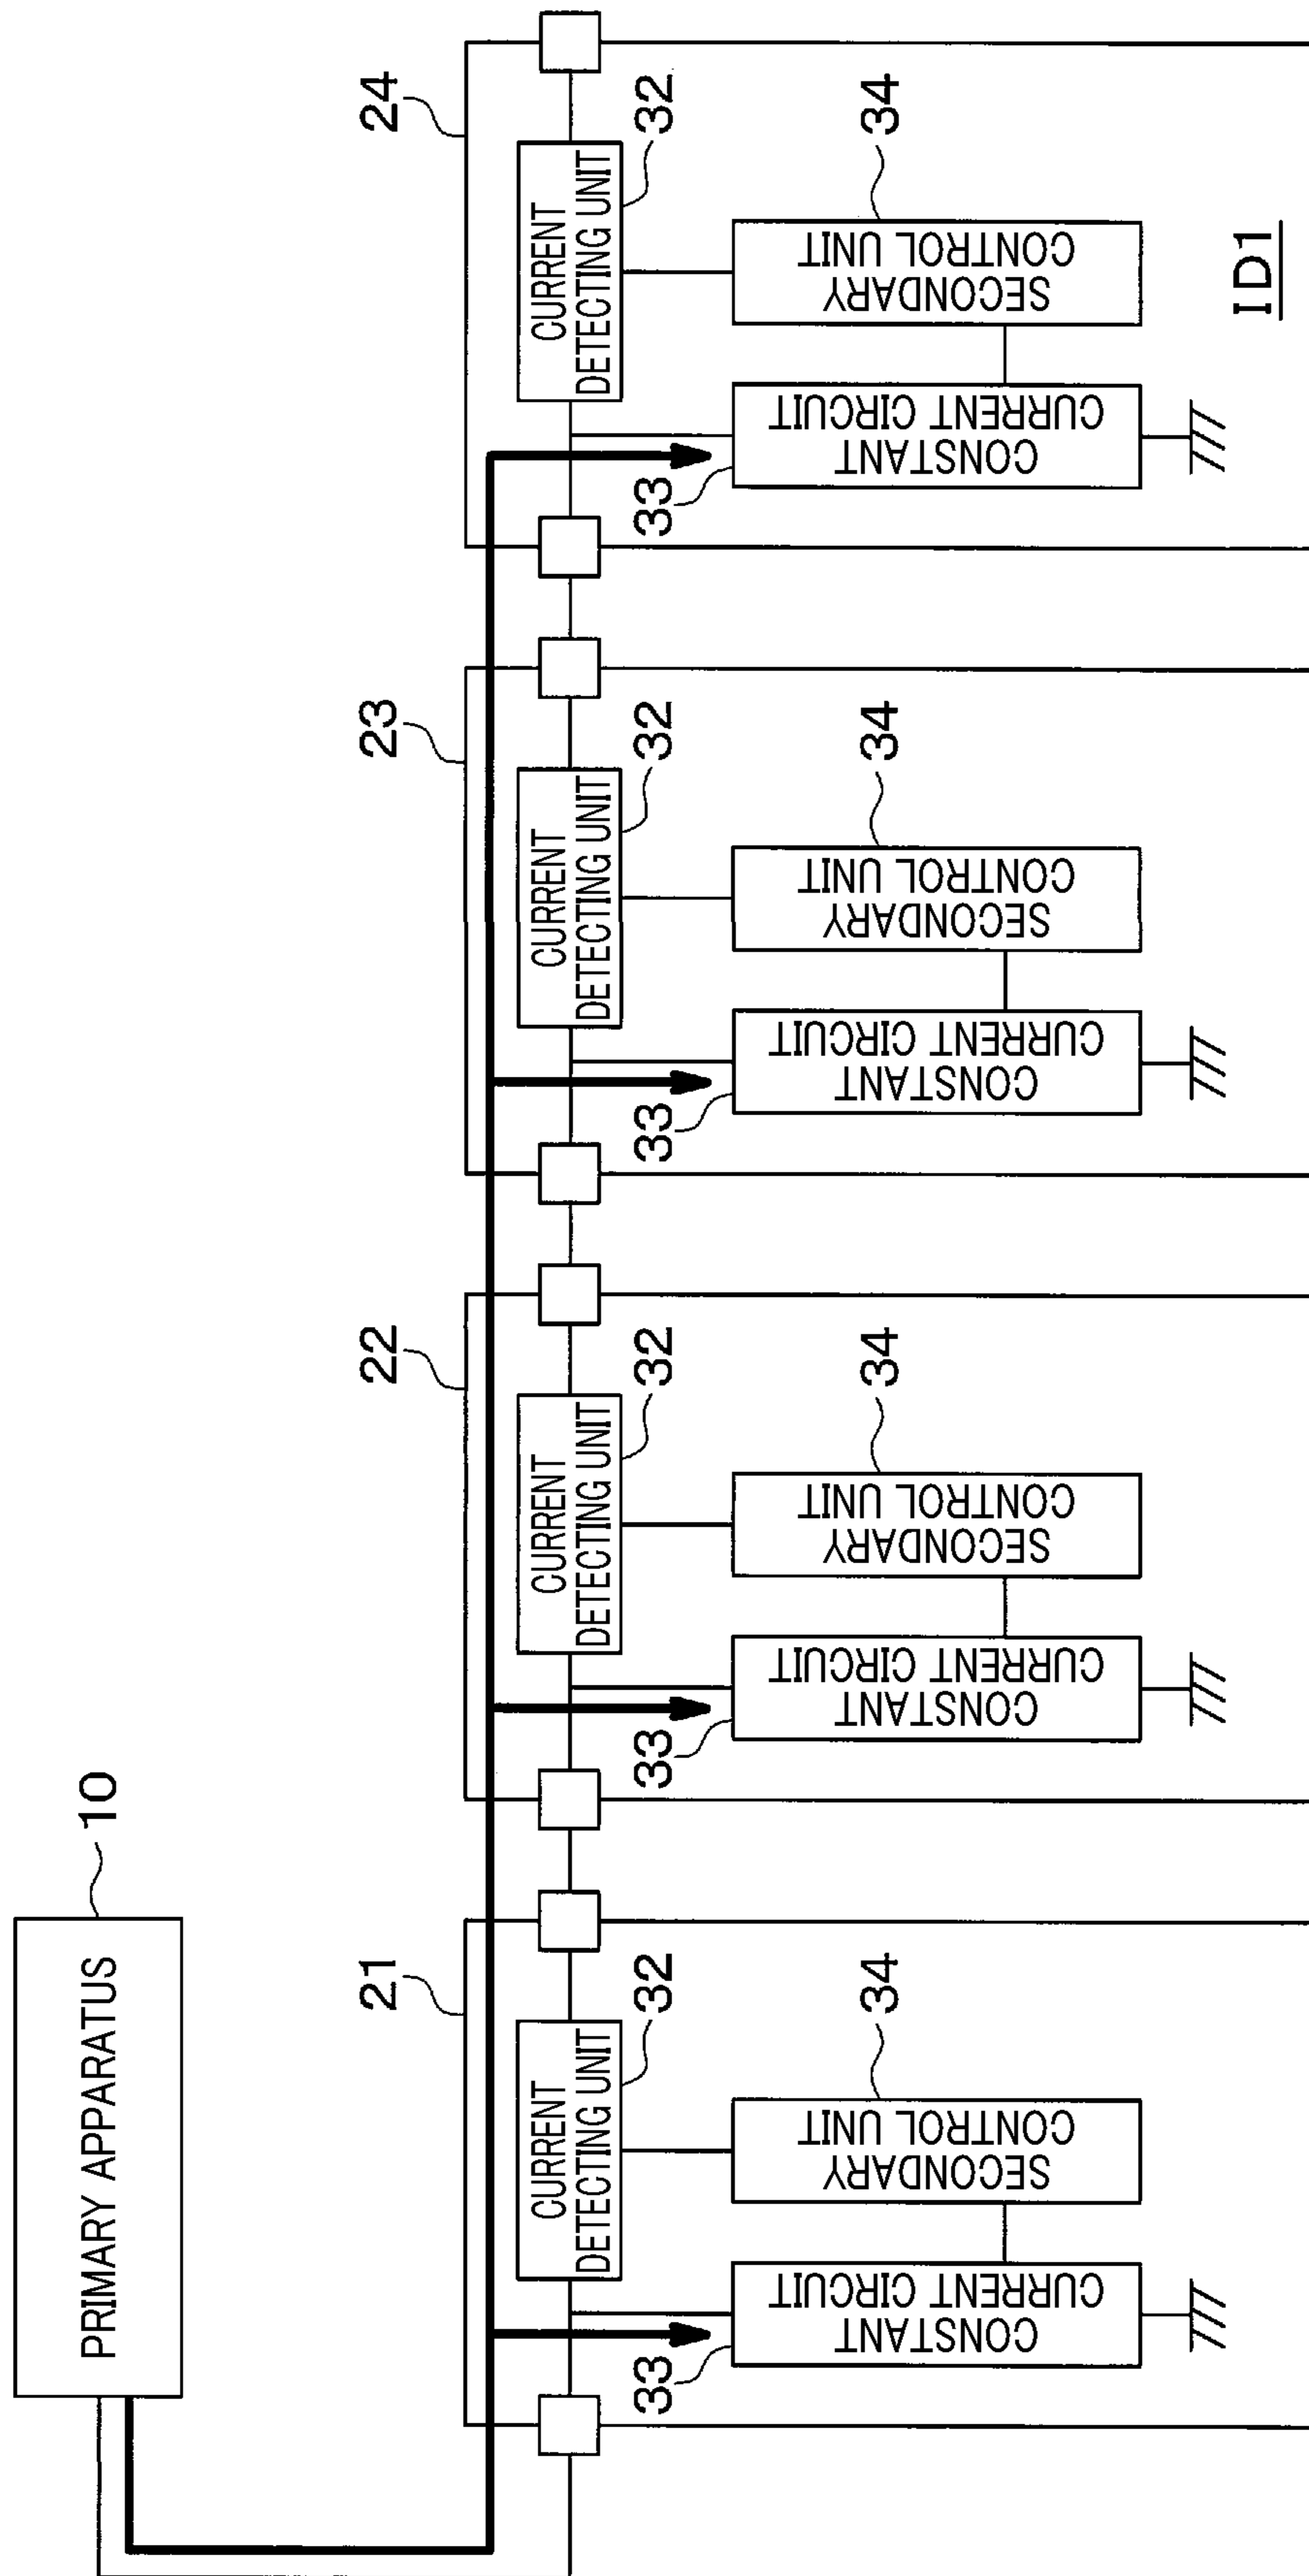 PRIMARY APPARATUS
10
21
CURRENT
DETECTING UNIT
32
33
CONSTANT
CURRENT CIRCUIT
SECONDARY
CONTROL UNIT
34
22
CURRENT
DETECTING UNIT
32
33
CONSTANT
CURRENT CIRCUIT
SECONDARY
CONTROL UNIT
34
23
CURRENT
DETECTING UNIT
32
33
CONSTANT
CURRENT CIRCUIT
SECONDARY
CONTROL UNIT
34
24
CURRENT
DETECTING UNIT
32
33
CONSTANT
CURRENT CIRCUIT
SECONDARY
CONTROL UNIT
34
ID1